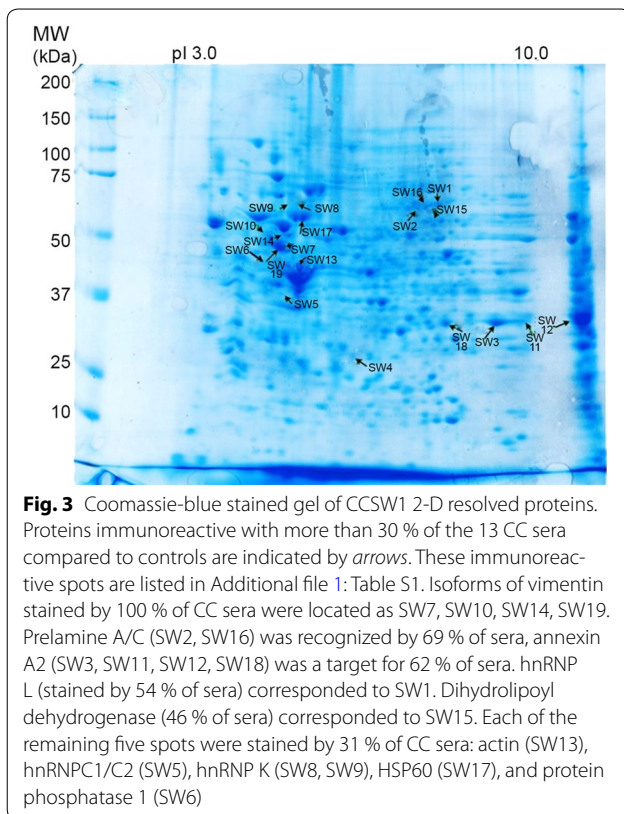 MW
(kDa)
pI 3.0
10.0
200
150
100
75
50
37
25
10
SW9
SW8
SW16
SW1
SW10
SW17
SW2
SW15
SW14
SW7
SW6
SW
19
SW13
SW5
SW
18
SW3
SW
11
SW
12
SW4
Fig. 3 Coomassie-blue stained gel of CCSW1 2-D resolved proteins.
Proteins immunoreactive with more than 30 % of the 13 CC sera
compared to controls are indicated by arrows. These immunoreac-
tive spots are listed in Additional file 1: Table S1. Isoforms of vimentin
stained by 100 % of CC sera were located as SW7, SW10, SW14, SW19.
Prelamine A/C (SW2, SW16) was recognized by 69 % of sera, annexin
A2 (SW3, SW11, SW12, SW18) was a target for 62 % of sera. hnRNP
L (stained by 54 % of sera) corresponded to SW1. Dihydrolipoyl
dehydrogenase (46 % of sera) corresponded to SW15. Each of the
remaining five spots were stained by 31 % of CC sera: actin (SW13),
hnRNPC1/C2 (SW5), hnRNP K (SW8, SW9), HSP60 (SW17), and protein
phosphatase 1 (SW6)